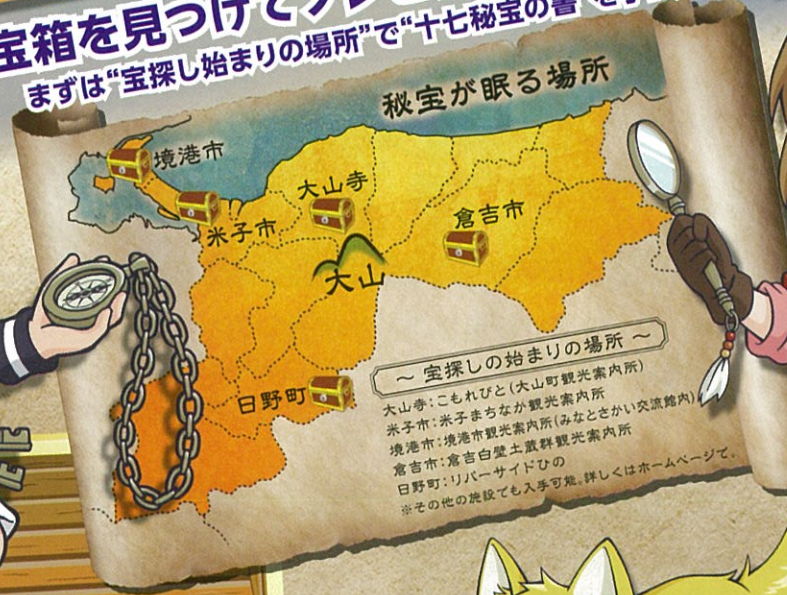 宝箱を見つけてプレ
まずは“宝探し始まりの場所”で“十七秘宝の書”を
秘宝が眠る場所
境港市
大山寺
米子市
倉吉市
大山
日野町
～ 宝探しの始まりの場所 ～
大山寺：こもれびと(大山町観光案内所)
米子市：米子まちなか観光案内所
境港市：境港市観光案内所(みなとさかい交流館内)
倉吉市：倉吉白壁土蔵群観光案内所
日野町：リバーサイドひの
※その他の施設でも入手可能。詳しくはホームページで。